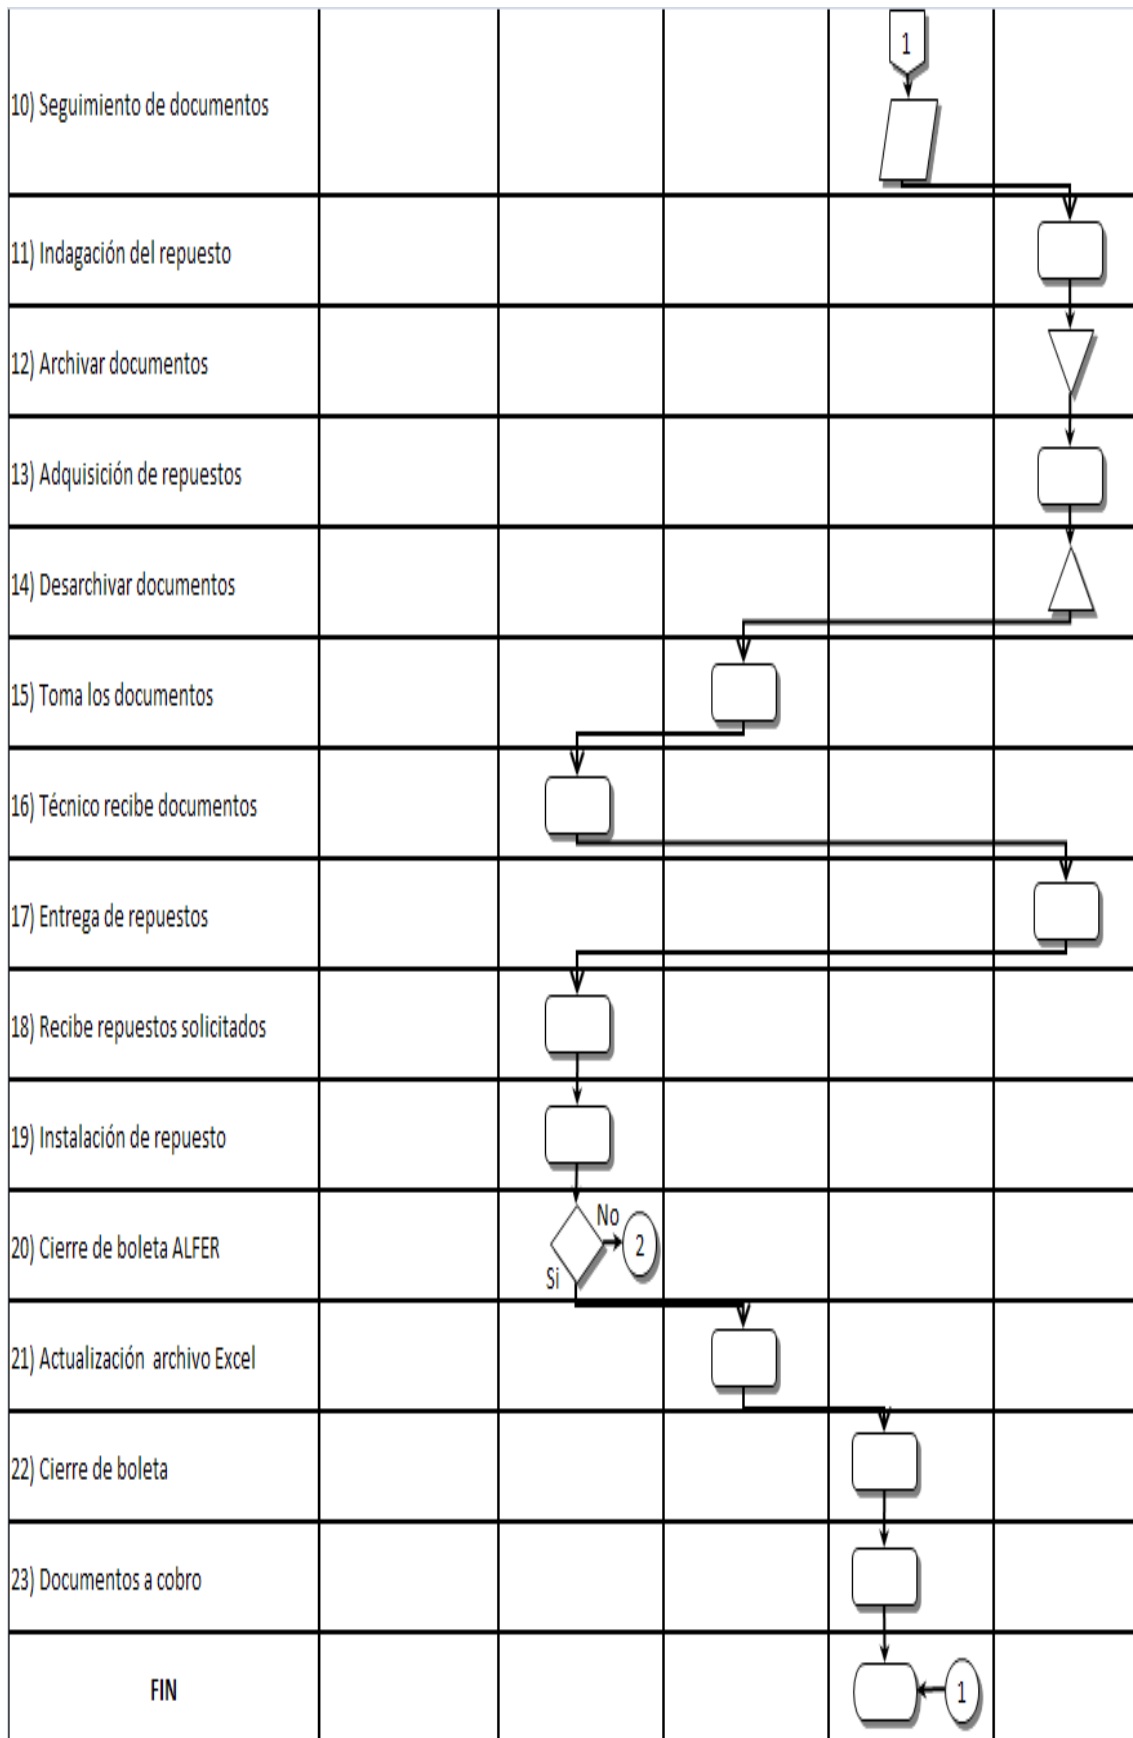 1
10) Seguimiento de documentos
11) Indagación del repuesto
12) Archivar documentos
13) Adquisición de repuestos
14) Desarchivar documentos
15) Toma los documentos
16) Técnico recibe documentos
17) Entrega de repuestos
18) Recibe repuestos solicitados
19) Instalación de repuesto
No
20) Cierre de boleta ALFER
2
Si
21) Actualización archivo Excel
22) Cierre de boleta
23) Documentos a cobro
FIN
1